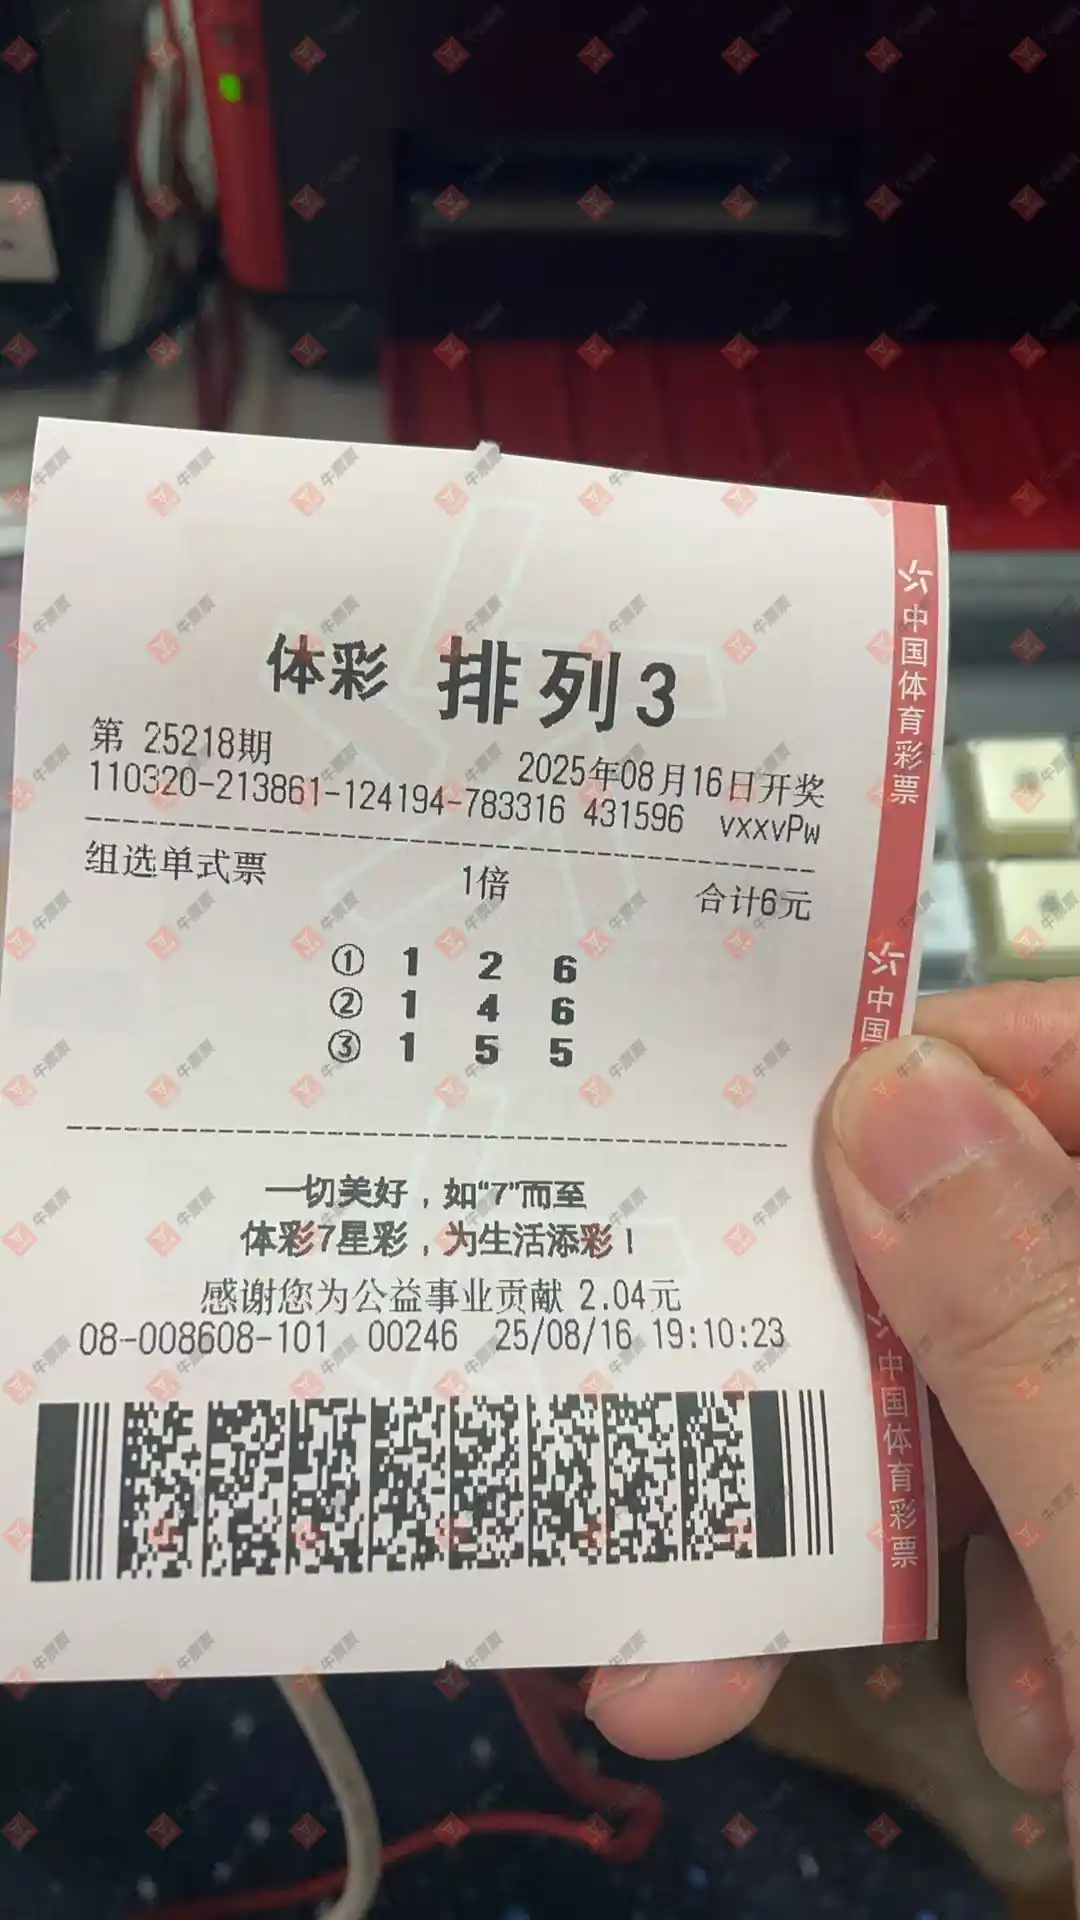 体彩 排列3
第 25218期 2025年08月16日开奖
110320-213861-124194-783316 431596 vxxvPw
组选单式票 1倍 合计6元
① 1 2 6
② 1 4 6
③ 1 5 5
一切美好，如“7”而至
体彩7星彩，为生活添彩！
感谢您为公益事业贡献 2.04元
08-008608-101 00246 25/08/16 19:10:23
中国体育彩票
中国
中国体育彩票
牛票票